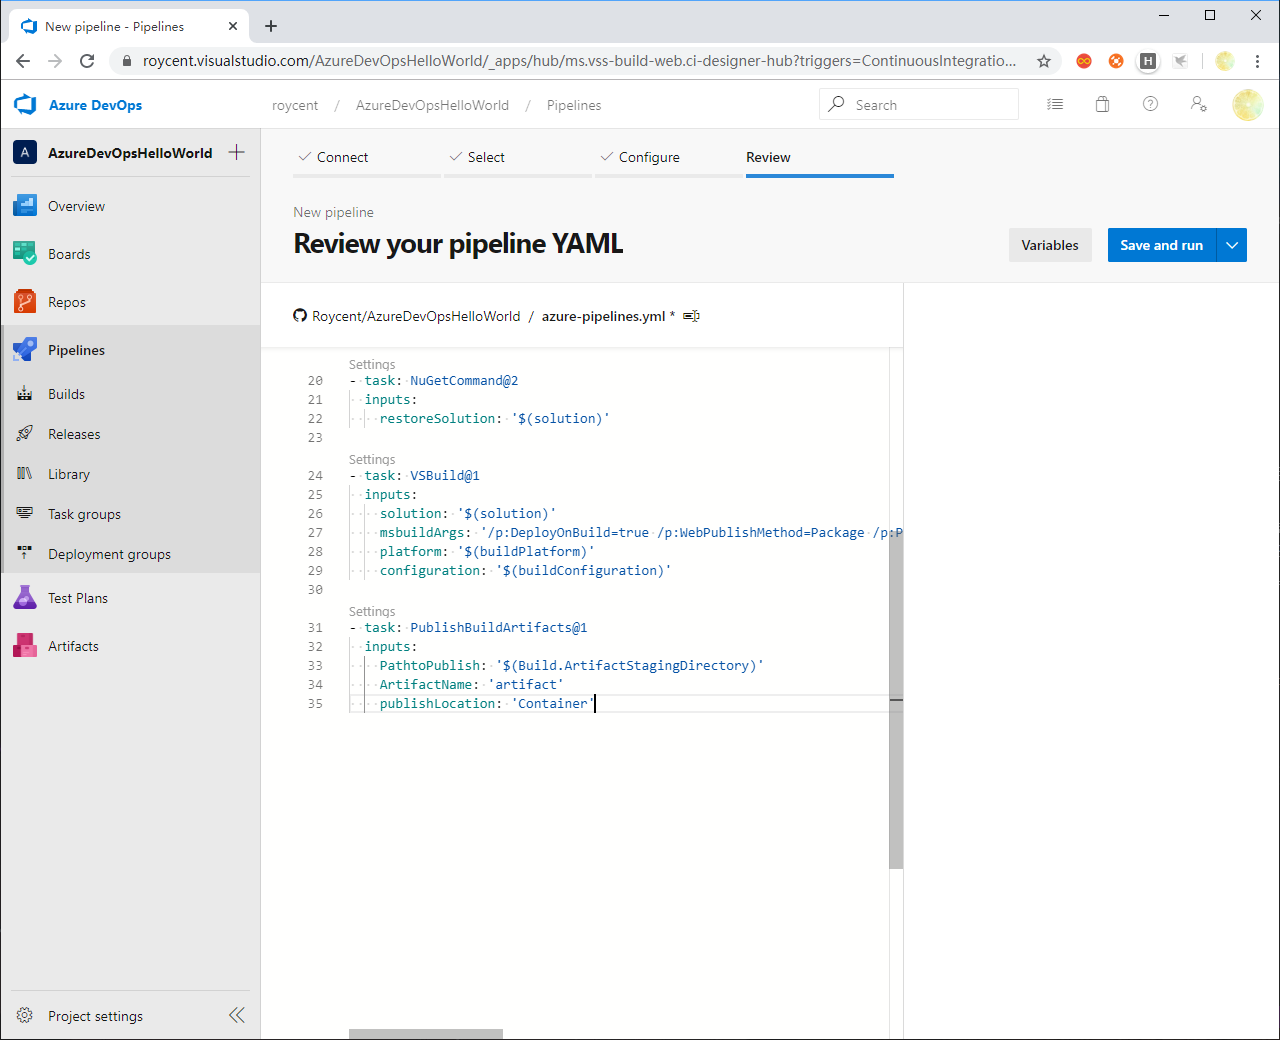 New pipeline - Pipelines
roycent.visualstudio.com/AzureDevOpsHelloWorld/_apps/hub/ms.vss-build-web.ci-designer-hub?triggers=ContinuousIntegratio...
H
Azure DevOps
roycent / AzureDevOpsHelloWorld / Pipelines
Search
A
AzureDevOpsHelloWorld
Overview
Boards
Repos
Pipelines
Builds
Releases
Library
Task groups
Deployment groups
Test Plans
Artifacts
Project settings
Connect
Select
Configure
Review
New pipeline
Review your pipeline YAML
Variables
Save and run
Roycent/AzureDevOpsHelloWorld / azure-pipelines.yml *
Settings
20 - task: NuGetCommand@2
21 inputs:
22 restoreSolution: '$(solution)'
23
Settings
24 - task: VSBuild@1
25 inputs:
26 solution: '$(solution)'
27 msbuildArgs: '/p:DeployOnBuild=true /p:WebPublishMethod=Package /p:P
28 platform: '$(buildPlatform)'
29 configuration: '$(buildConfiguration)'
30
Settings
31 - task: PublishBuildArtifacts@1
32 inputs:
33 PathtoPublish: '$(Build.ArtifactStagingDirectory)'
34 ArtifactName: 'artifact'
35 publishLocation: 'Container'